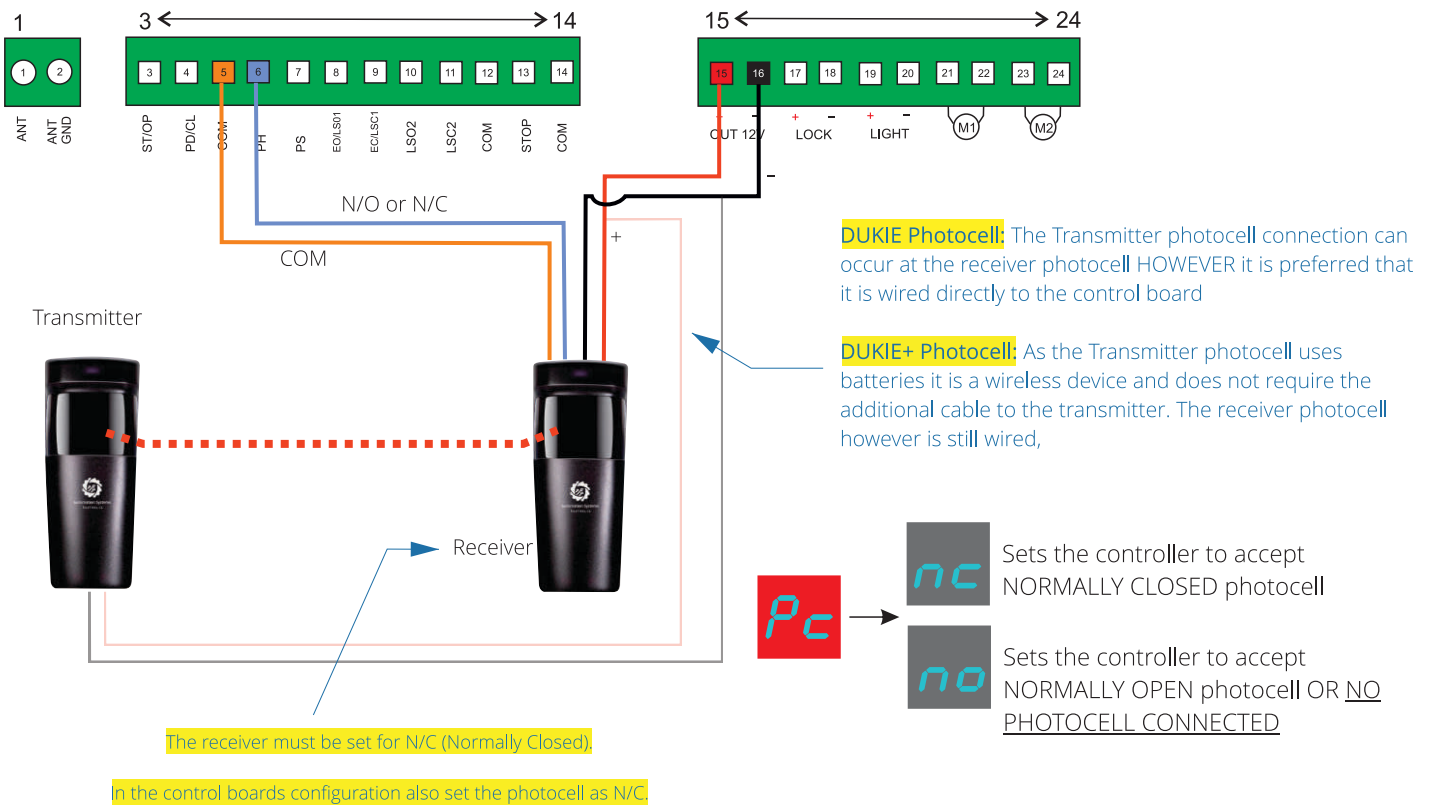 1
3
14
15
24
1
2
3
4
5
6
7
8
9
10
11
12
13
14
15
16
17
18
19
20
21
22
23
24
ANT
ANT GND
ST/OP
PD/CL
COM
PH
PS
EO/LS01
EC/LSC1
LSO2
LSC2
COM
STOP
COM
+ -
OUT 12V
+ -
LOCK
+ -
LIGHT
M1
M2
-
N/O or N/C
+
COM
DUKIE Photocell: The Transmitter photocell connection can
occur at the receiver photocell HOWEVER it is preferred that
it is wired directly to the control board
Transmitter
DUKIE+ Photocell: As the Transmitter photocell uses
batteries it is a wireless device and does not require the
additional cable to the transmitter. The receiver photocell
however is still wired,
Receiver
Pc
nc
Sets the controller to accept
NORMALLY CLOSED photocell
no
Sets the controller to accept
NORMALLY OPEN photocell OR NO
PHOTOCELL CONNECTED
The receiver must be set for N/C (Normally Closed).
In the control boards configuration also set the photocell as N/C.